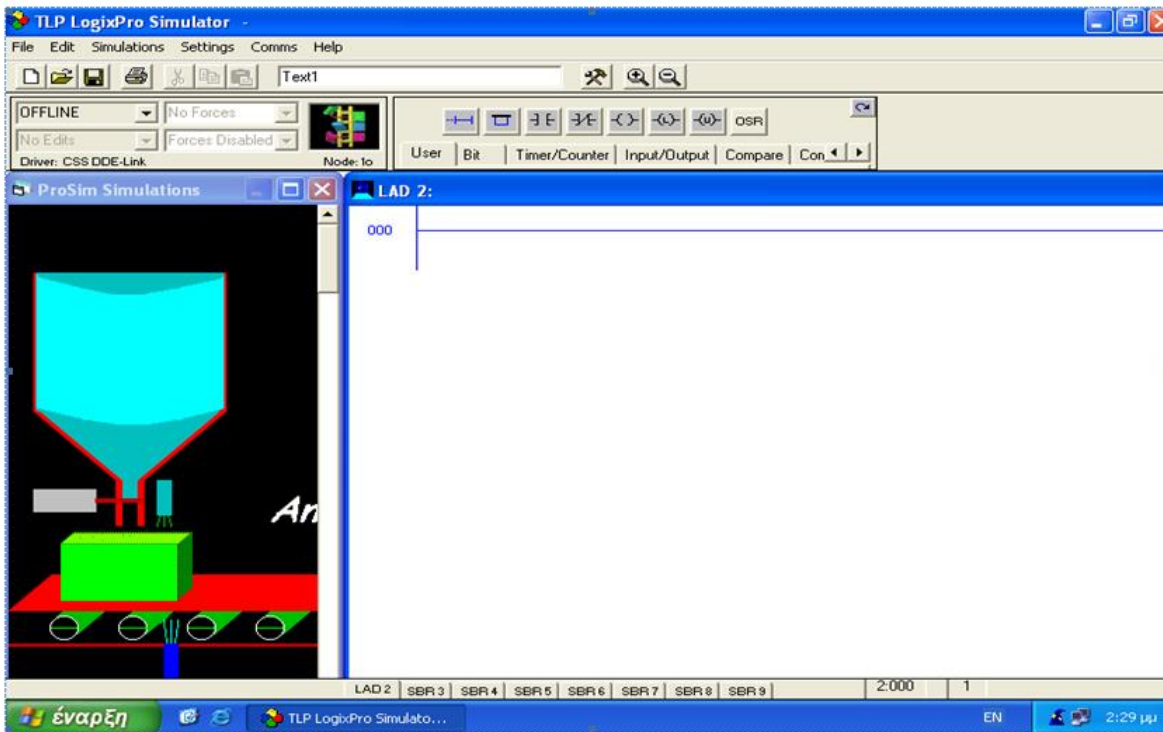 TLP LogixPro Simulator -
File Edit Simulations Settings Comms Help
Text1
OFFLINE
No Forces
No Edits
Forces Disabled
Driver: CSS DDE-Link
Node: 1o
OSR
User Bit Timer/Counter Input/Output Compare Con
ProSim Simulations
LAD 2:
000
An
LAD 2 SBR 3 SBR 4 SBR 5 SBR 6 SBR 7 SBR 8 SBR 9
2:000 1
έναρξη
TLP LogixPro Simulato...
EN
2:29 μμ